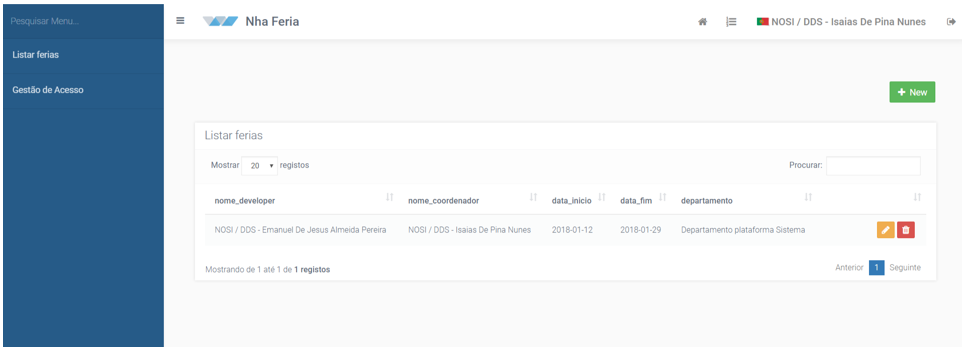 Pesquisar Menu...
Listar ferias
Gestão de Acesso
Nha Feria
NOSI / DDS - Isaias De Pina Nunes
New
Listar ferias
Mostrar 20 registos
Procurar:
nome_developer nome_coordenador data_inicio data_fim departamento
NOSI / DDS - Emanuel De Jesus Almeida Pereira NOSI / DDS - Isaias De Pina Nunes 2018-01-12 2018-01-29 Departamento plataforma Sistema
Mostrando de 1 até 1 de 1 registos
Anterior 1 Seguinte